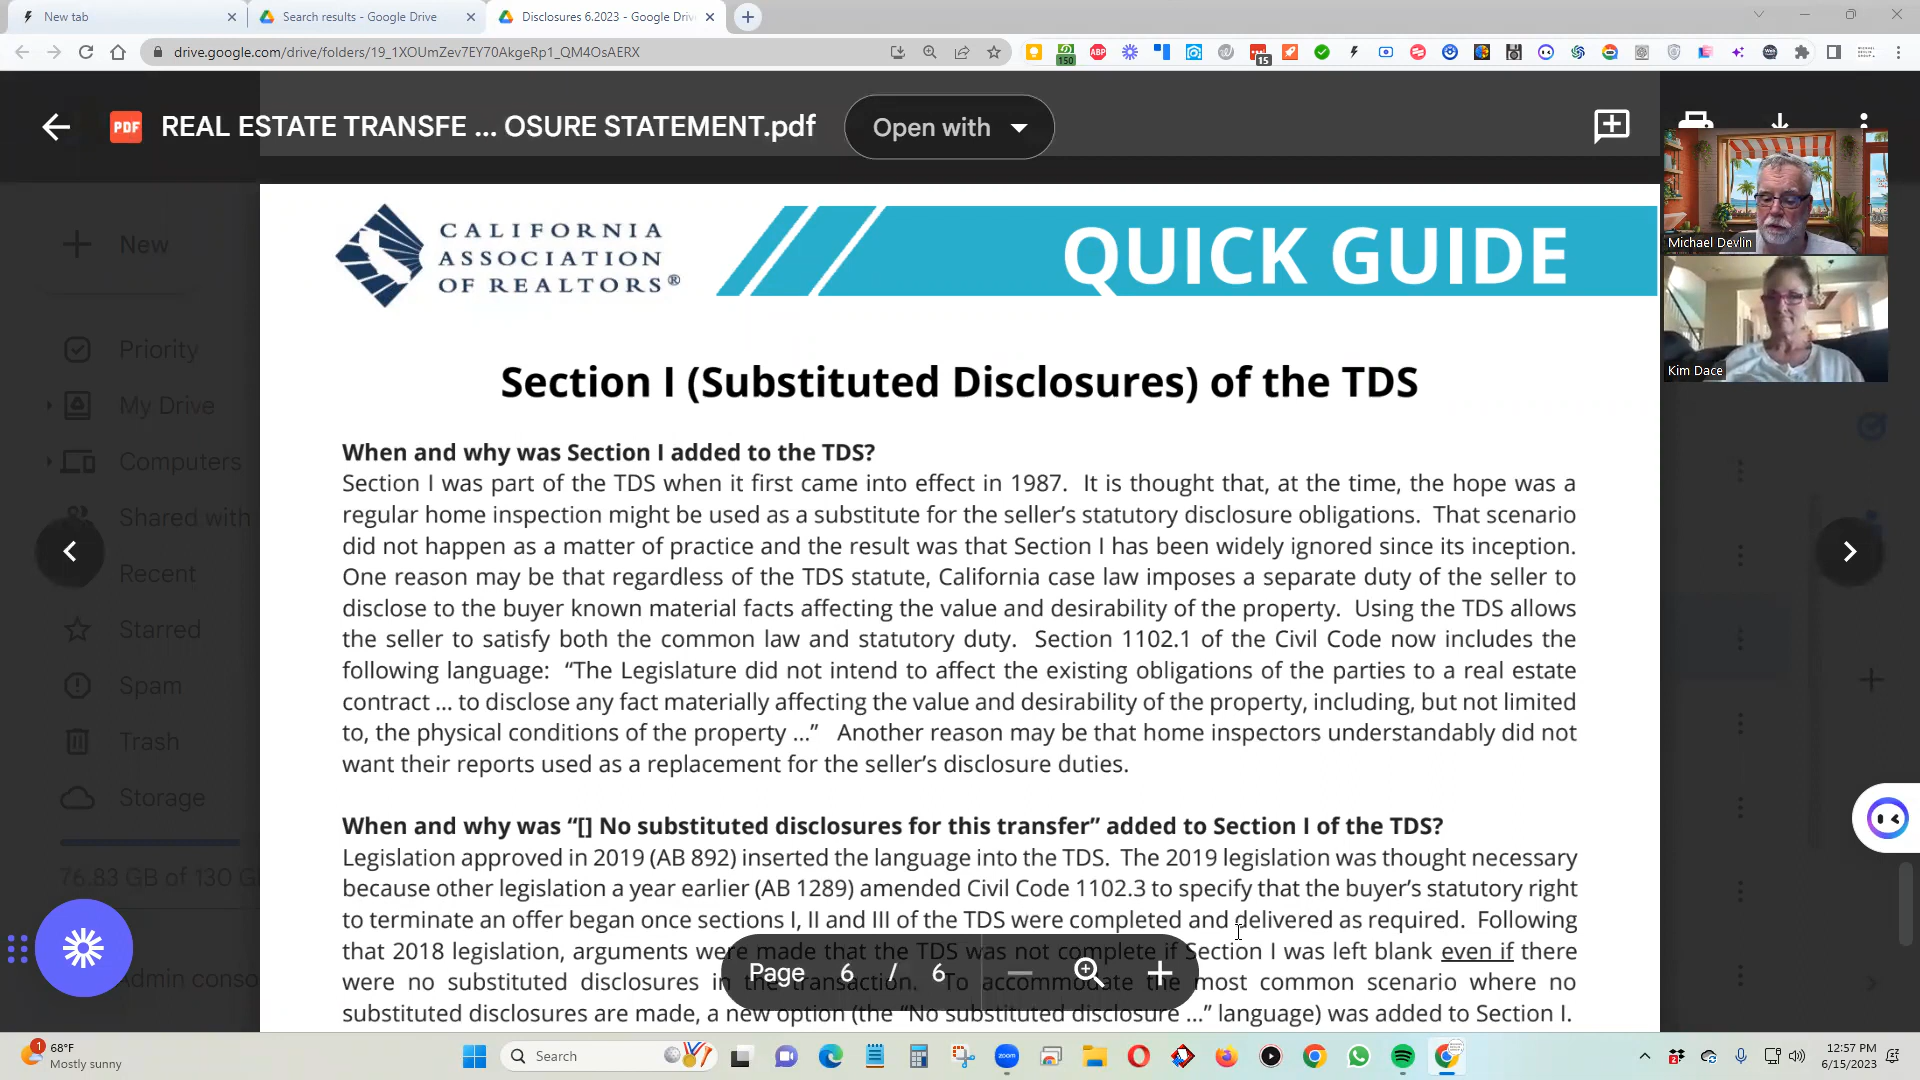 New tab
Search results - Google Drive
Disclosures 6.2023 - Google Driv
drive.google.com/drive/folders/19_1XOUmZev7EY70AkgeRp1_QM4OsAERX
150
ABP
15
PDF
REAL ESTATE TRANSFE ... OSURE STATEMENT.pdf
Open with
New
Priority
My Drive
Computers
Shared with
Recent
Starred
Spam
Trash
Storage
76.83 GB of 130 G
Admin conso
CALIFORNIA
ASSOCIATION
OF REALTORS®
QUICK GUIDE
Michael Devlin
Kim Dace
Section I (Substituted Disclosures) of the TDS
When and why was Section I added to the TDS?
Section I was part of the TDS when it first came into effect in 1987. It is thought that, at the time, the hope was a
regular home inspection might be used as a substitute for the seller’s statutory disclosure obligations. That scenario
did not happen as a matter of practice and the result was that Section I has been widely ignored since its inception.
One reason may be that regardless of the TDS statute, California case law imposes a separate duty of the seller to
disclose to the buyer known material facts affecting the value and desirability of the property. Using the TDS allows
the seller to satisfy both the common law and statutory duty. Section 1102.1 of the Civil Code now includes the
following language: “The Legislature did not intend to affect the existing obligations of the parties to a real estate
contract ... to disclose any fact materially affecting the value and desirability of the property, including, but not limited
to, the physical conditions of the property ...” Another reason may be that home inspectors understandably did not
want their reports used as a replacement for the seller’s disclosure duties.
When and why was “[] No substituted disclosures for this transfer” added to Section I of the TDS?
Legislation approved in 2019 (AB 892) inserted the language into the TDS. The 2019 legislation was thought necessary
because other legislation a year earlier (AB 1289) amended Civil Code 1102.3 to specify that the buyer’s statutory right
to terminate an offer began once sections I, II and III of the TDS were completed and delivered as required. Following
that 2018 legislation, arguments were made that the TDS was not complete if Section I was left blank even if there
were no substituted disclosures in the transaction. To accommodate the most common scenario where no
substituted disclosures are made, a new option (the “No substituted disclosure ...” language) was added to Section I.
Page 6 / 6
1
68°F
Mostly sunny
Search
zoom
12:57 PM
6/15/2023